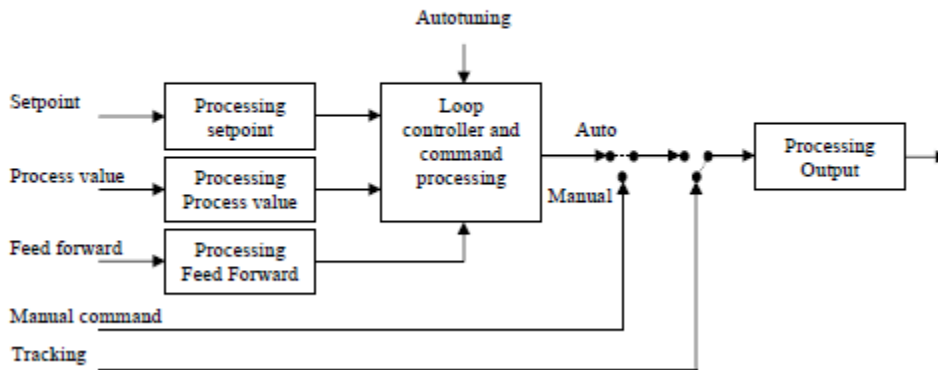 Autotuning
Setpoint
Processing
setpoint
Loop
controller and
command
processing
Auto
Processing
Output
Process value
Processing
Process value
Manual
Feed forward
Processing
Feed Forward
Manual command
Tracking